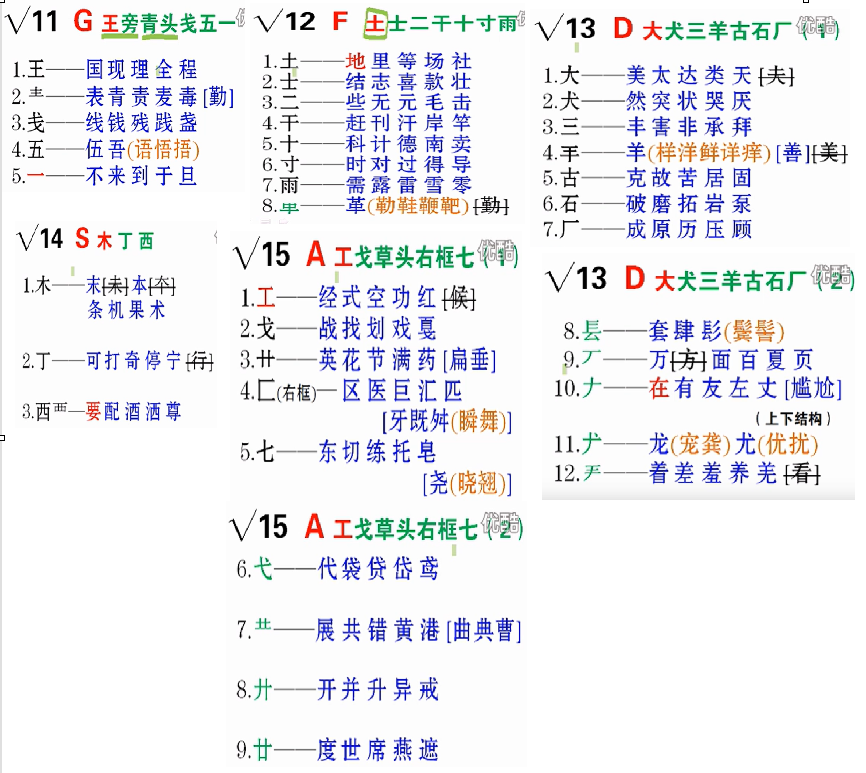 √11 G 王旁青头戋五一
1.王——国现理全程
2.龶——表青责麦毒[勤]
3.戋——线钱残践盏
4.五——伍吾(语悟捂)
5.一——不来到于旦
√12 F 土士二干十寸雨
1.土——地里等场社
2.士——结志喜款壮
3.二——些无元毛击
4.干——赶刊汗岸竿
5.十——科计德南卖
6.寸——时对过得导
7.雨——需露雷雪零
8.——革(勒鞋鞭靶)[勤]
√13 D 大犬三羊古石厂(1)
优酷
1.大——美太达类天[夫]
2.犬——然突状哭厌
3.三——丰害非承拜
4.羊——羊(样洋鲜详痒)[善][美]
5.古——克故苦居固
6.石——破磨拓岩泵
7.厂——成原历压顾
√14 S 木丁西
1.木——末[未]本[夲]
条机果术
2.丁——可打奇停宁[行]
3.西覀—要配酒洒尊
√15 A 工戈草头右框七(1)
优酷
1.工——经式空功红[候]
2.戈——战找划戏戛
3.艹——英花节满药[扁垂]
4.匚(右框)—区医巨汇匹
[牙既舛(瞬舞)]
5.七——东切练托皂
[尧(晓翘)]
√13 D 大犬三羊古石厂(2)
优酷
8.镸——套肆髟(鬓髻)
9.丆——万[方]面百夏页
10.𠂇——在有友左丈[尴尬]
(上下结构)
11.——龙(宠龚)尤(优扰)
12.——着差羞养羌[看]
√15 A 工戈草头右框七(2)
优酷
6.弋——代袋贷岱鸢
7.龷——展共错黄港[曲典曹]
8.廾——开并升异戒
9.廿——度世席燕遮